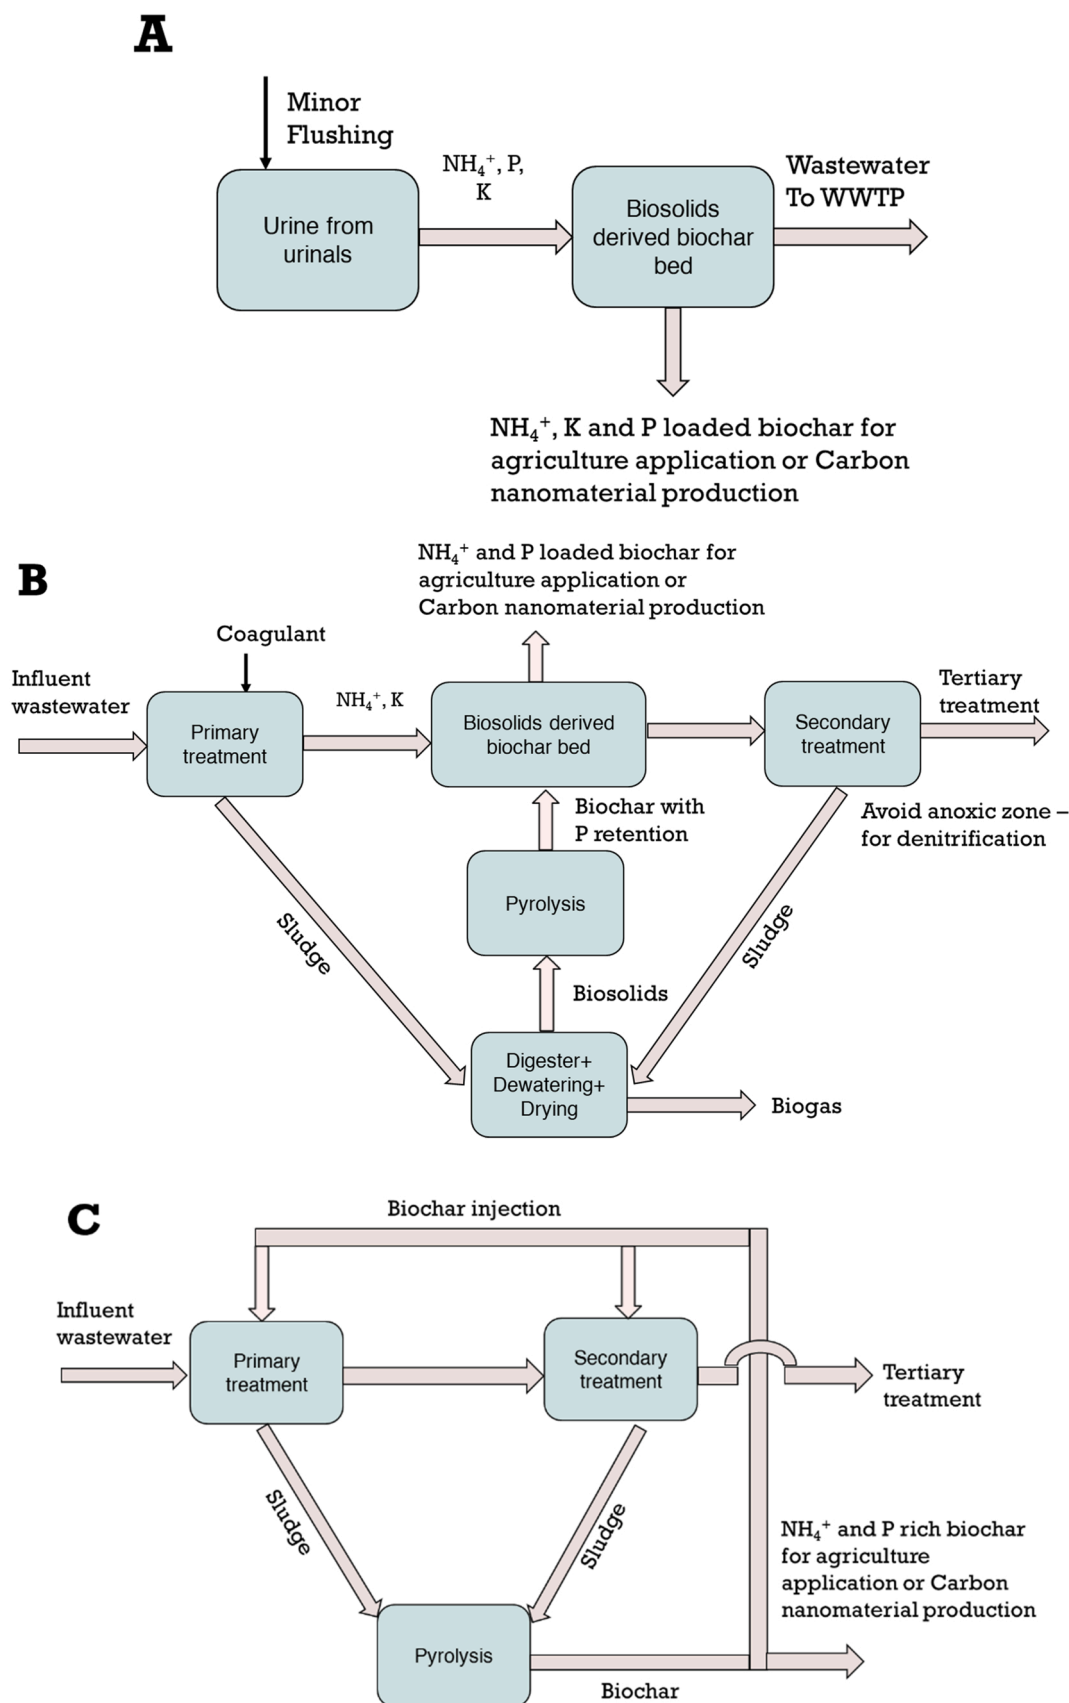 A
Minor
Flushing
NH₄⁺, P,
K
Wastewater
To WWTP
Urine from
urinals
Biosolids
derived biochar
bed
NH₄⁺, K and P loaded biochar for
agriculture application or Carbon
nanomaterial production
B
NH₄⁺ and P loaded biochar for
agriculture application or
Carbon nanomaterial production
Coagulant
Influent
wastewater
Primary
treatment
NH₄⁺, K
Biosolids derived
biochar bed
Secondary
treatment
Tertiary
treatment
Biochar with
P retention
Avoid anoxic zone –
for denitrification
Pyrolysis
Sludge
Sludge
Biosolids
Digester+
Dewatering+
Drying
Biogas
C
Biochar injection
Influent
wastewater
Primary
treatment
Secondary
treatment
Tertiary
treatment
Sludge
Sludge
NH₄⁺ and P rich biochar
for agriculture
application or Carbon
nanomaterial production
Pyrolysis
Biochar